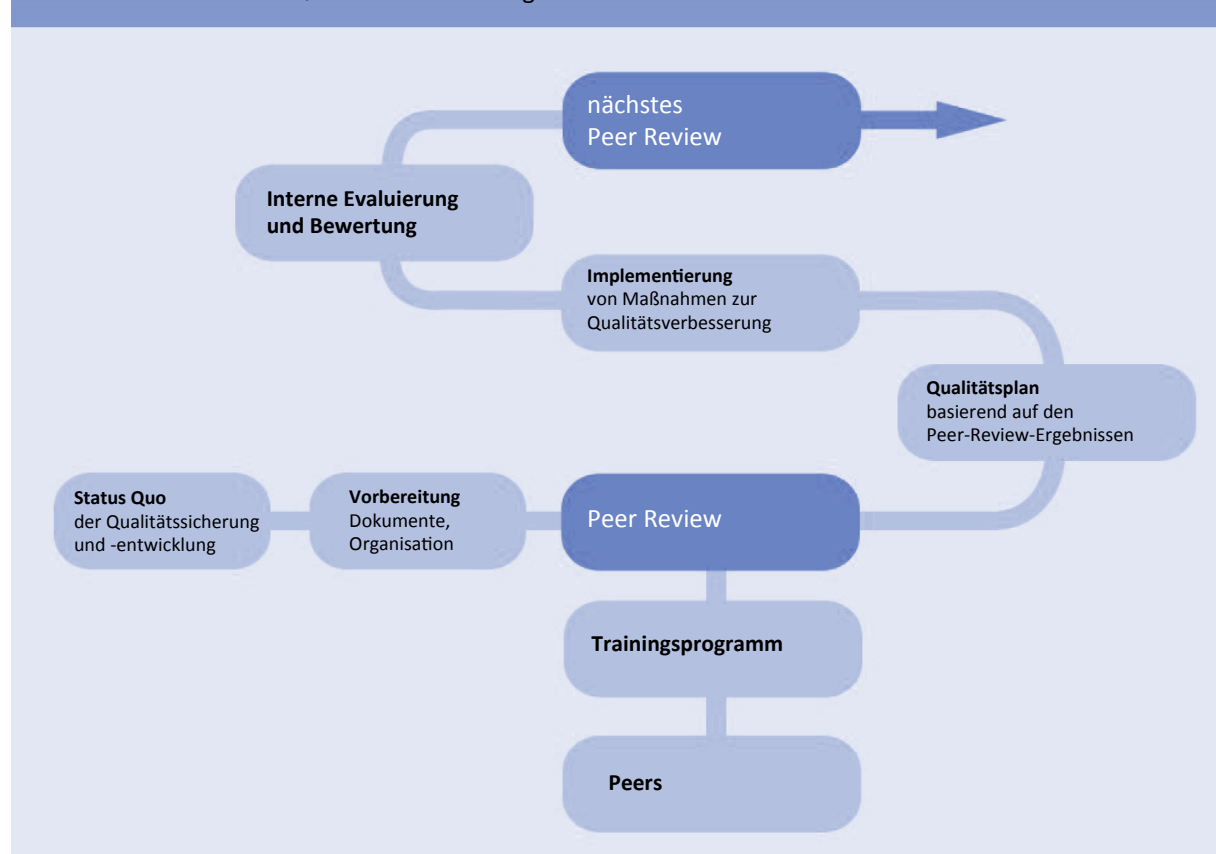 nächstes
Peer Review
Interne Evaluierung
und Bewertung
Implementierung
von Maßnahmen zur
Qualitätsverbesserung
Qualitätsplan
basierend auf den
Peer-Review-Ergebnissen
Status Quo
der Qualitätssicherung
und -entwicklung
Vorbereitung
Dokumente,
Organisation
Peer Review
Trainingsprogramm
Peers